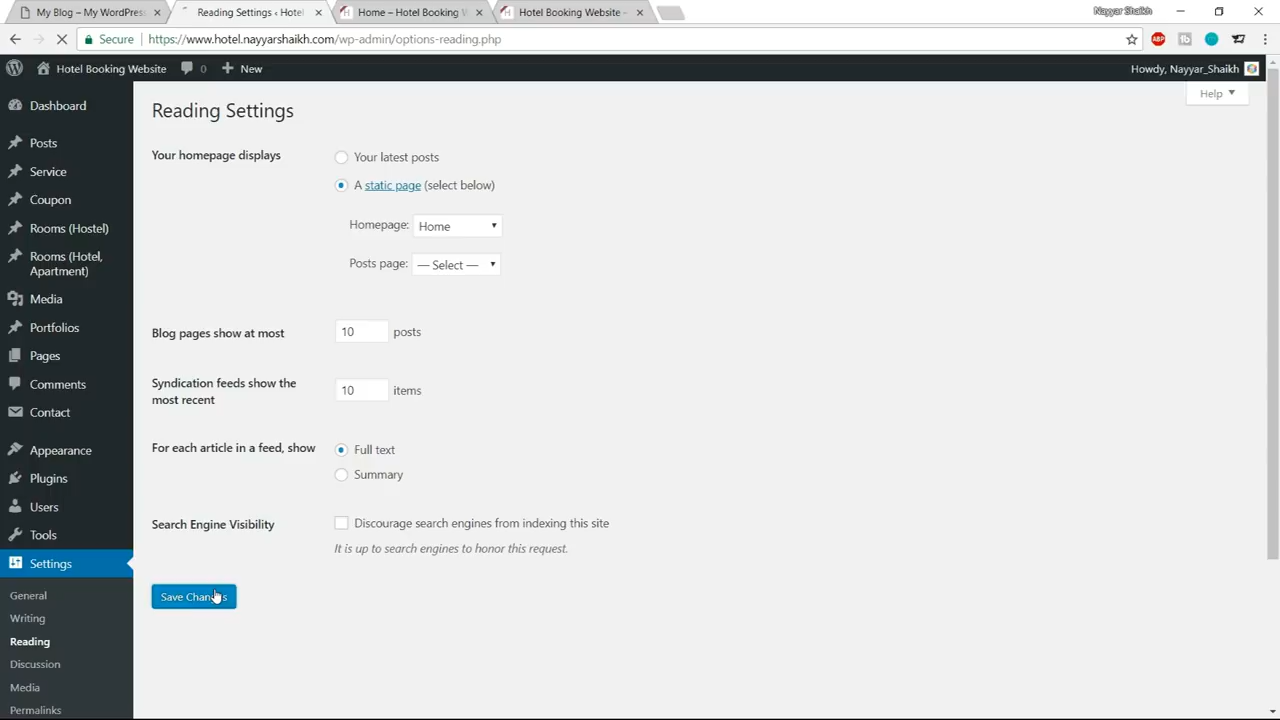 My Blog – My WordPress
Reading Settings ‹ Hotel
Home – Hotel Booking W
Hotel Booking Website –
Nayyar Shaikh
Secure
https://www.hotel.nayyarshaikh.com/wp-admin/options-reading.php
ABP
tb
Hotel Booking Website
0
New
Howdy, Nayyar_Shaikh
Help
Dashboard
Posts
Service
Coupon
Rooms (Hostel)
Rooms (Hotel,
Apartment)
Media
Portfolios
Pages
Comments
Contact
Appearance
Plugins
Users
Tools
Settings
General
Writing
Reading
Discussion
Media
Permalinks
Reading Settings
Your homepage displays
Your latest posts
A static page (select below)
Homepage: Home
Posts page: — Select —
Blog pages show at most 10 posts
Syndication feeds show the
most recent
10 items
For each article in a feed, show
Full text
Summary
Search Engine Visibility
Discourage search engines from indexing this site
It is up to search engines to honor this request.
Save Changes